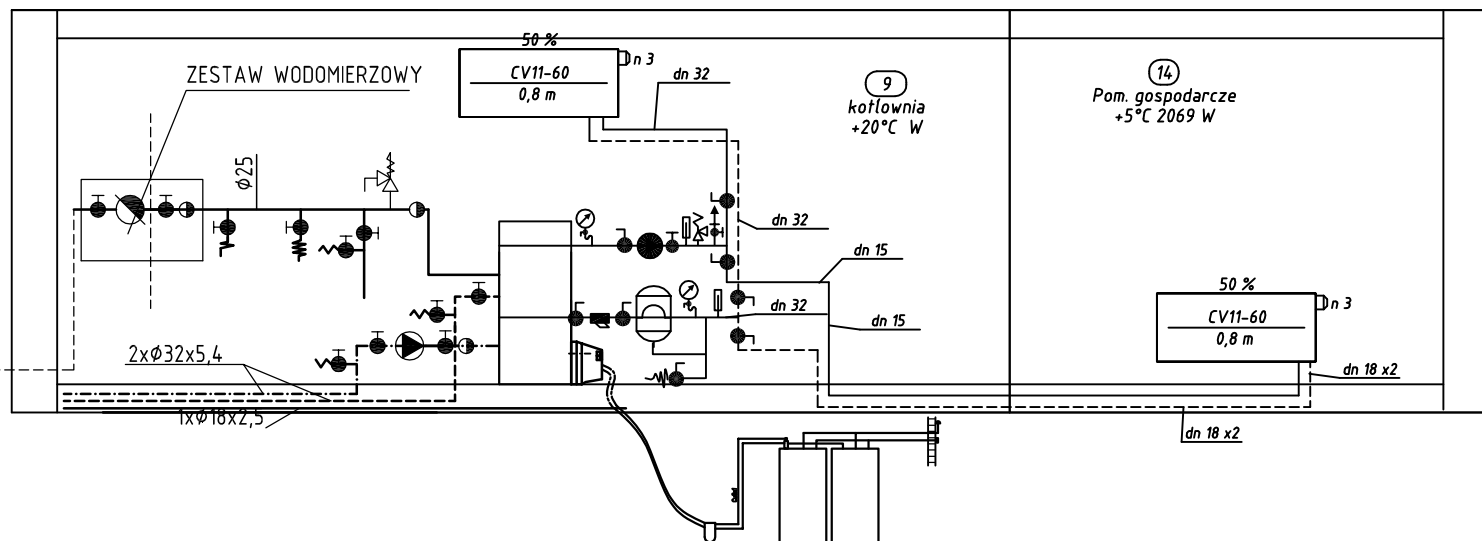 ZESTAW WODOMIERZOWY
50 %
CV11-60
0,8 m
n 3
dn 32
9
kotłownia
+20°C W
14
Pom. gospodarcze
+5°C 2069 W
Ø25
dn 32
dn 15
dn 32
dn 15
50 %
CV11-60
0,8 m
n 3
2xØ32x5,4
1xØ18x2,5
dn 18 x2
dn 18 x2